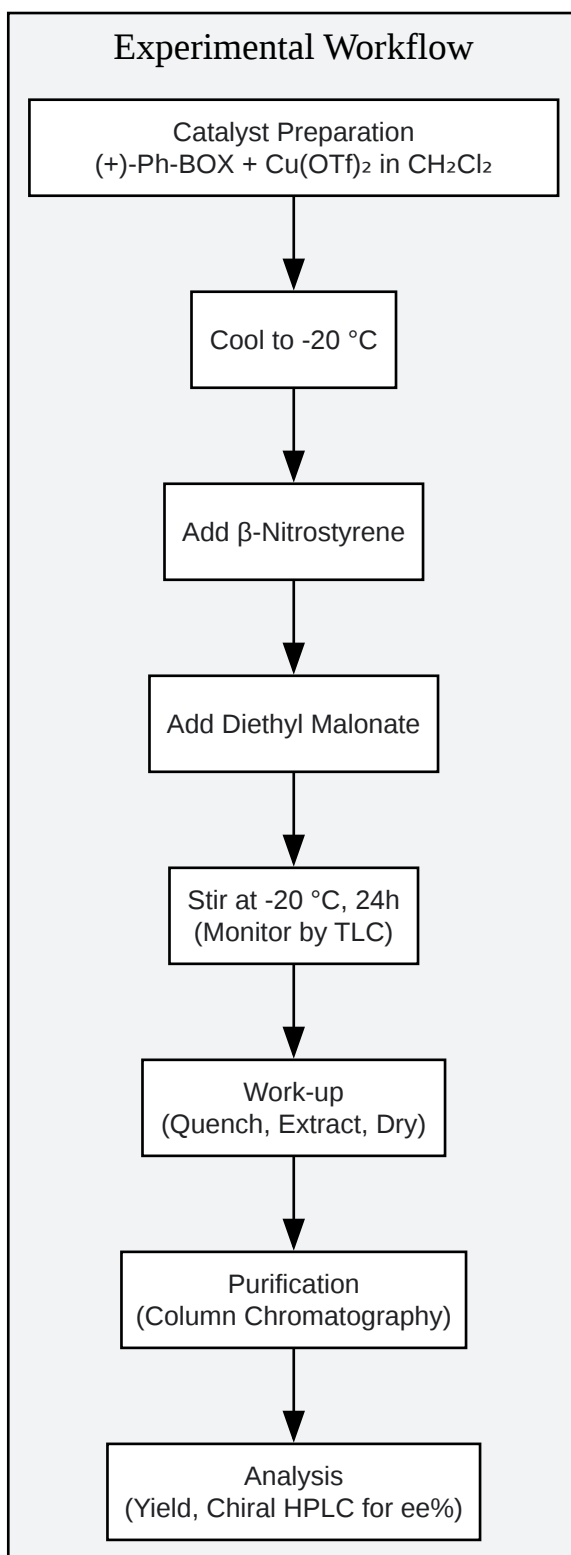 Experimental Workflow
Catalyst Preparation
(+)-Ph-BOX + Cu(OTf)₂ in CH₂Cl₂
Cool to -20 °C
Add β-Nitrostyrene
Add Diethyl Malonate
Stir at -20 °C, 24h
(Monitor by TLC)
Work-up
(Quench, Extract, Dry)
Purification
(Column Chromatography)
Analysis
(Yield, Chiral HPLC for ee%)